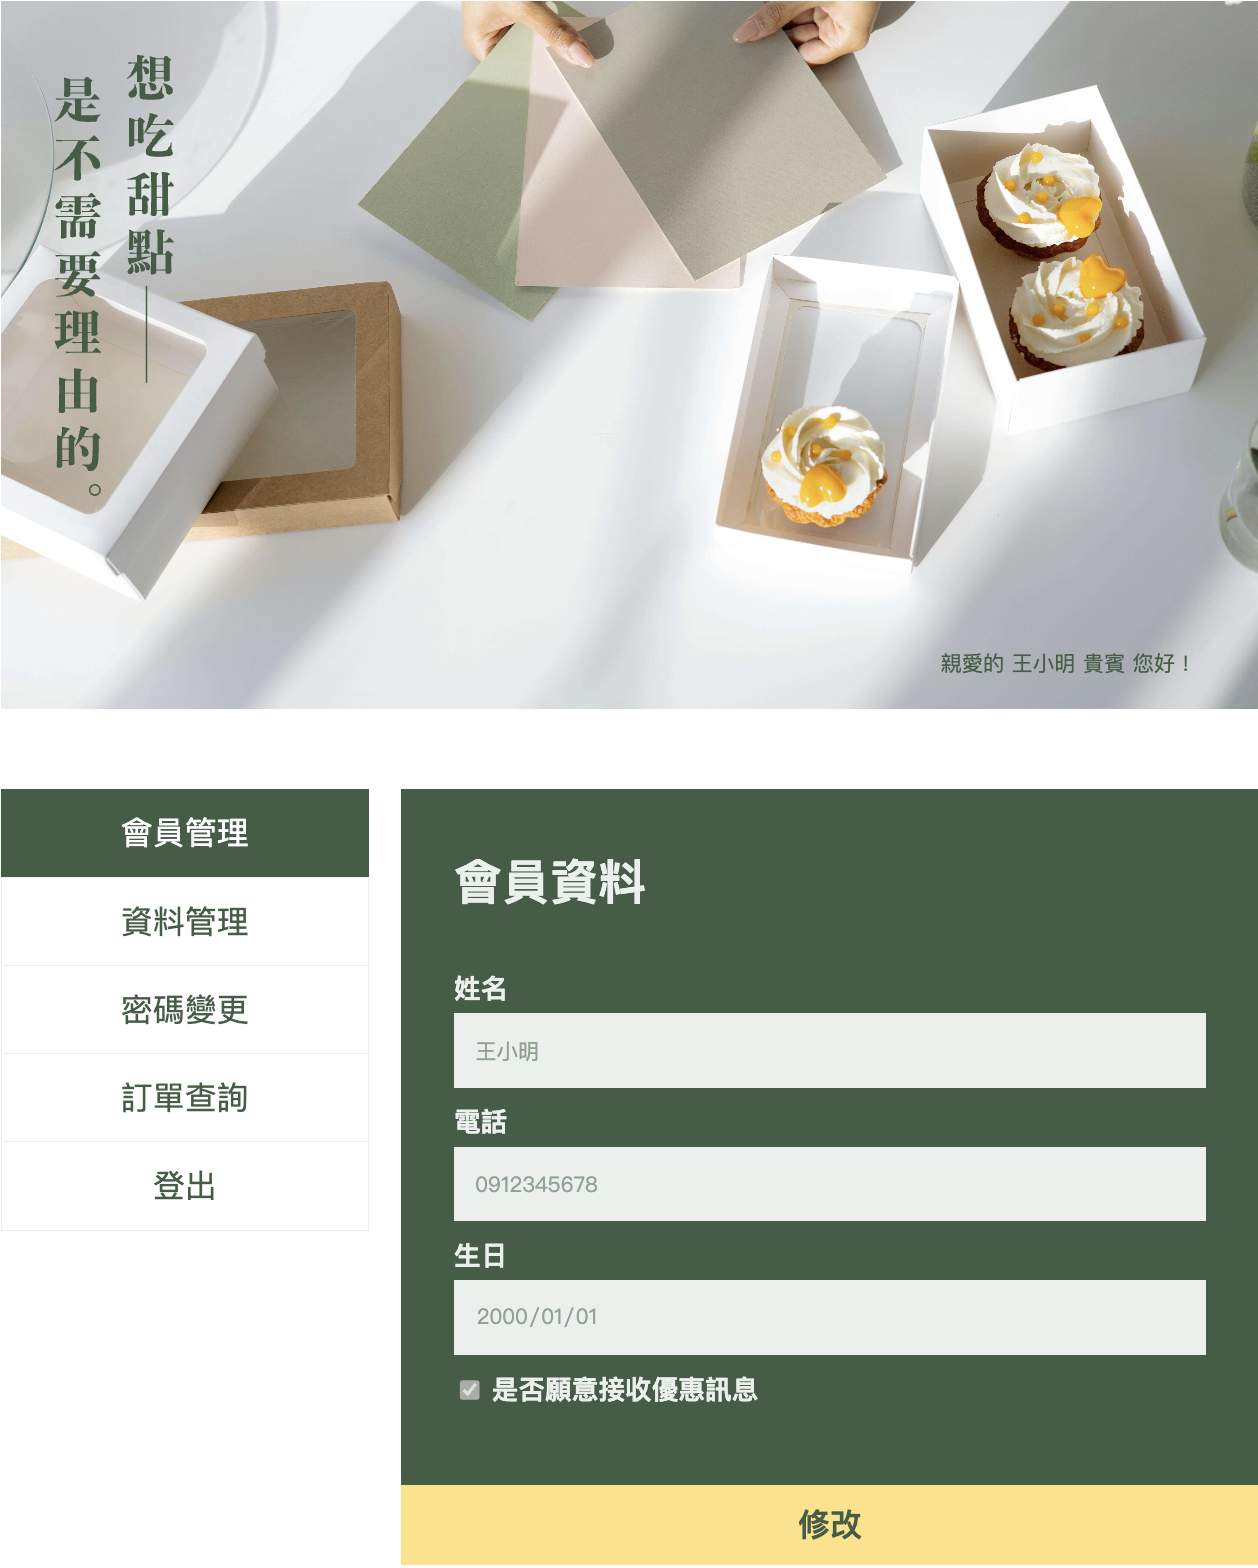 想吃甜點——
是不需要理由的。
親愛的 王小明 貴賓 您好！
會員管理
資料管理
密碼變更
訂單查詢
登出
會員資料
姓名
王小明
電話
0912345678
生日
2000/01/01
是否願意接收優惠訊息
修改